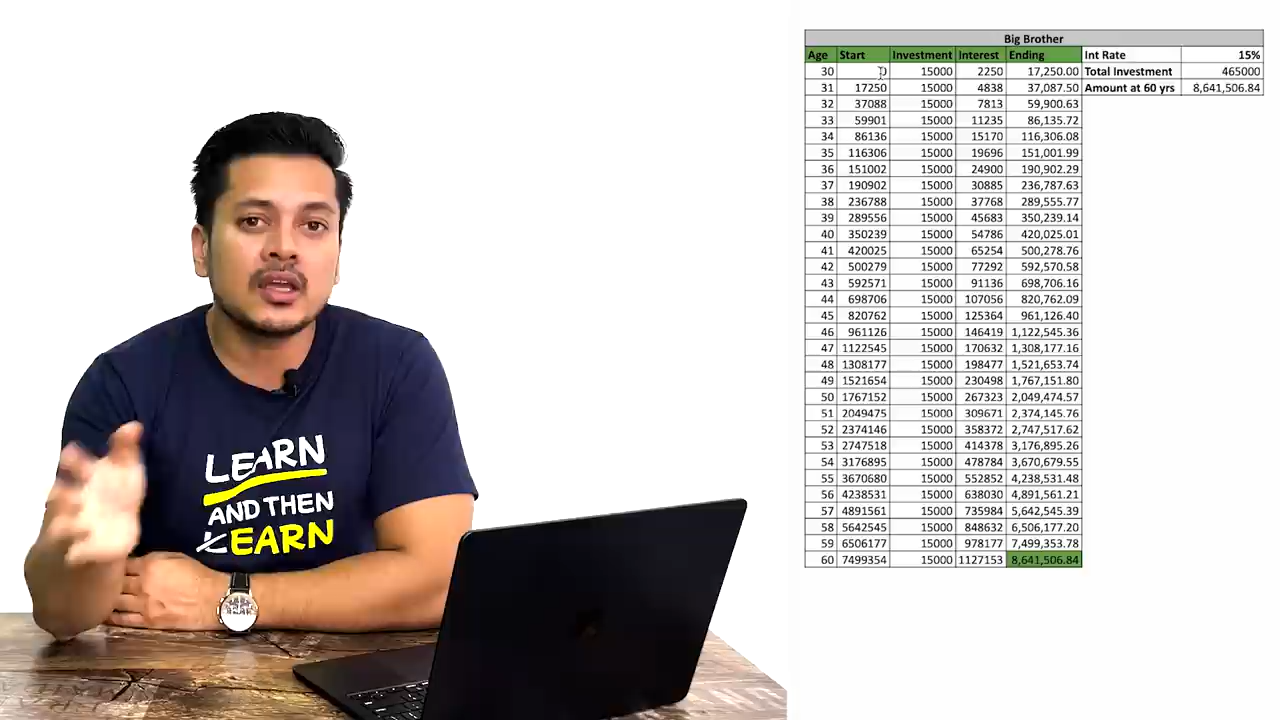 LEARN
AND THEN
LEARN
Big Brother
Age Start Investment Interest Ending Int Rate 15%
30 0 15000 2250 17,250.00 Total Investment 465000
31 17250 15000 4838 37,087.50 Amount at 60 yrs 8,641,506.84
32 37088 15000 7813 59,900.63
33 59901 15000 11235 86,135.72
34 86136 15000 15170 116,306.08
35 116306 15000 19696 151,001.99
36 151002 15000 24900 190,902.29
37 190902 15000 30885 236,787.63
38 236788 15000 37768 289,555.77
39 289556 15000 45683 350,239.14
40 350239 15000 54786 420,025.01
41 420025 15000 65254 500,278.76
42 500279 15000 77292 592,570.58
43 592571 15000 91136 698,706.16
44 698706 15000 107056 820,762.09
45 820762 15000 125364 961,126.40
46 961126 15000 146419 1,122,545.36
47 1122545 15000 170632 1,308,177.16
48 1308177 15000 198477 1,521,653.74
49 1521654 15000 230498 1,767,151.80
50 1767152 15000 267323 2,049,474.57
51 2049475 15000 309671 2,374,145.76
52 2374146 15000 358372 2,747,517.62
53 2747518 15000 414378 3,176,895.26
54 3176895 15000 478784 3,670,679.55
55 3670680 15000 552852 4,238,531.48
56 4238531 15000 638030 4,891,561.21
57 4891561 15000 735984 5,642,545.39
58 5642545 15000 848632 6,506,177.20
59 6506177 15000 978177 7,499,353.78
60 7499354 15000 1127153 8,641,506.84